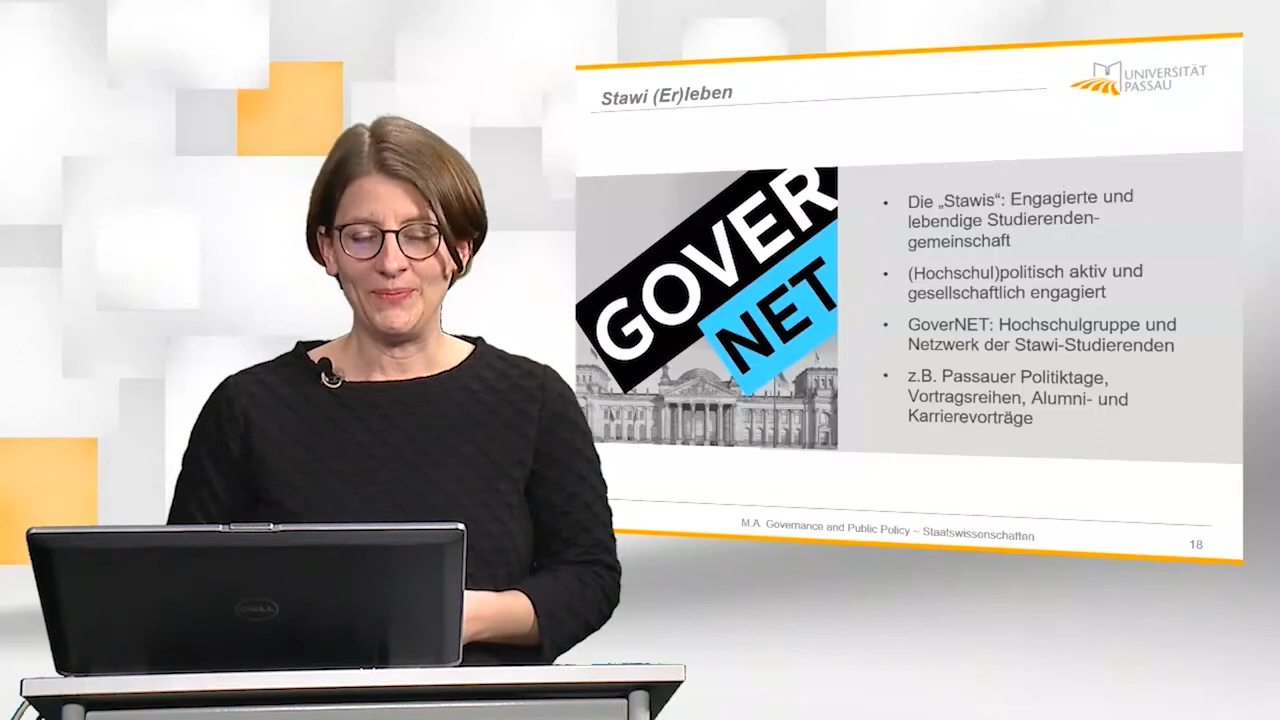 Stawi (Er)leben
UNIVERSITÄT
PASSAU
GOVER
NET
• Die „Stawis“: Engagierte und
lebendige Studierenden-
gemeinschaft
• (Hochschul)politisch aktiv und
gesellschaftlich engagiert
• GoverNET: Hochschulgruppe und
Netzwerk der Stawi-Studierenden
• z.B. Passauer Politiktage,
Vortragsreihen, Alumni- und
Karrierevorträge
M.A. Governance and Public Policy – Staatswissenschaften
18
DELL